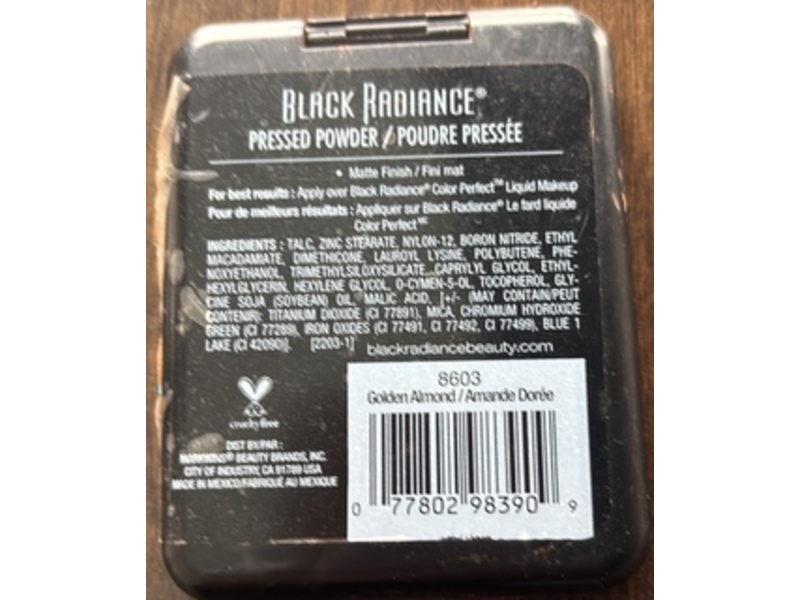 BLACK RADIANCE®
PRESSED POWDER / POUDRE PRESSÉE
• Matte Finish / Fini mat
For best results : Apply over Black Radiance® Color Perfect™ Liquid Makeup
Pour de meilleurs résultats : Appliquer sur Black Radiance® Le fard liquide
Color Perfect MC
INGREDIENTS : TALC, ZINC STEARATE, NYLON-12, BORON NITRIDE, ETHYL
MACADAMIATE, DIMETHICONE, LAUROYL LYSINE, POLYBUTENE, PHE-
NOXYETHANOL, TRIMETHYLSILOXYSILICATE, CAPRYLYL GLYCOL, ETHYL-
HEXYLGLYCERIN, HEXYLENE GLYCOL, O-CYMEN-5-OL, TOCOPHEROL, GLY-
CINE SOJA (SOYBEAN) OIL, MALIC ACID, [+/- (MAY CONTAIN/PEUT
CONTENIR): TITANIUM DIOXIDE (CI 77891), MICA, CHROMIUM HYDROXIDE
GREEN (CI 77289), IRON OXIDES (CI 77491, CI 77492, CI 77499), BLUE 1
LAKE (CI 42090)]. [2203-1]
blackradiancebeauty.com
8603
Golden Almond / Amande Dorée
crueltyfree
DIST BY/PAR :
MARKWINS® BEAUTY BRANDS, INC.
CITY OF INDUSTRY, CA 91789 USA
MADE IN MEXICO/FABRIQUÉ AU MEXIQUE
0 77802 98390 9